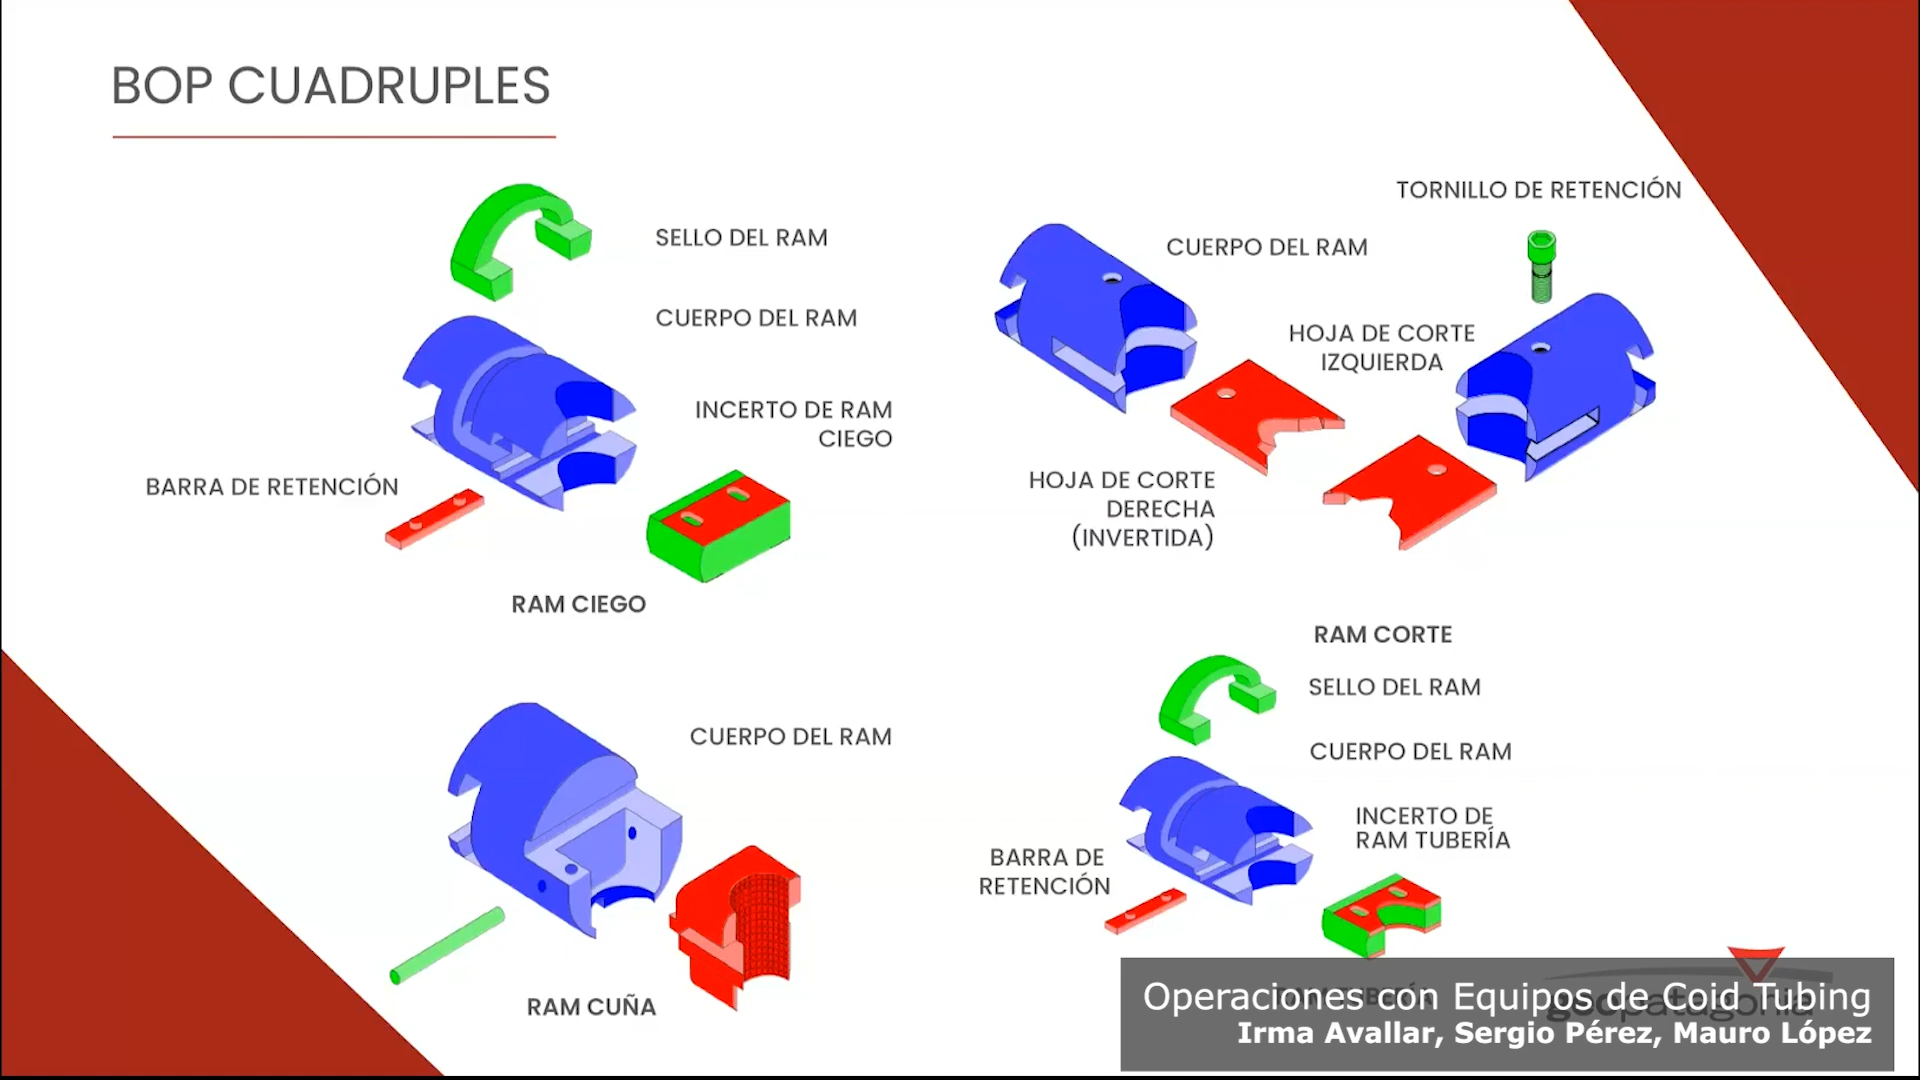 BOP CUADRUPLES
SELLO DEL RAM
CUERPO DEL RAM
INCERTO DE RAM
CIEGO
BARRA DE RETENCIÓN
RAM CIEGO
TORNILLO DE RETENCIÓN
CUERPO DEL RAM
HOJA DE CORTE
IZQUIERDA
HOJA DE CORTE
DERECHA
(INVERTIDA)
RAM CORTE
CUERPO DEL RAM
RAM CUÑA
SELLO DEL RAM
CUERPO DEL RAM
INCERTO DE
RAM TUBERÍA
BARRA DE
RETENCIÓN
Operaciones con Equipos de Coid Tubing
Irma Avallar, Sergio Pérez, Mauro López